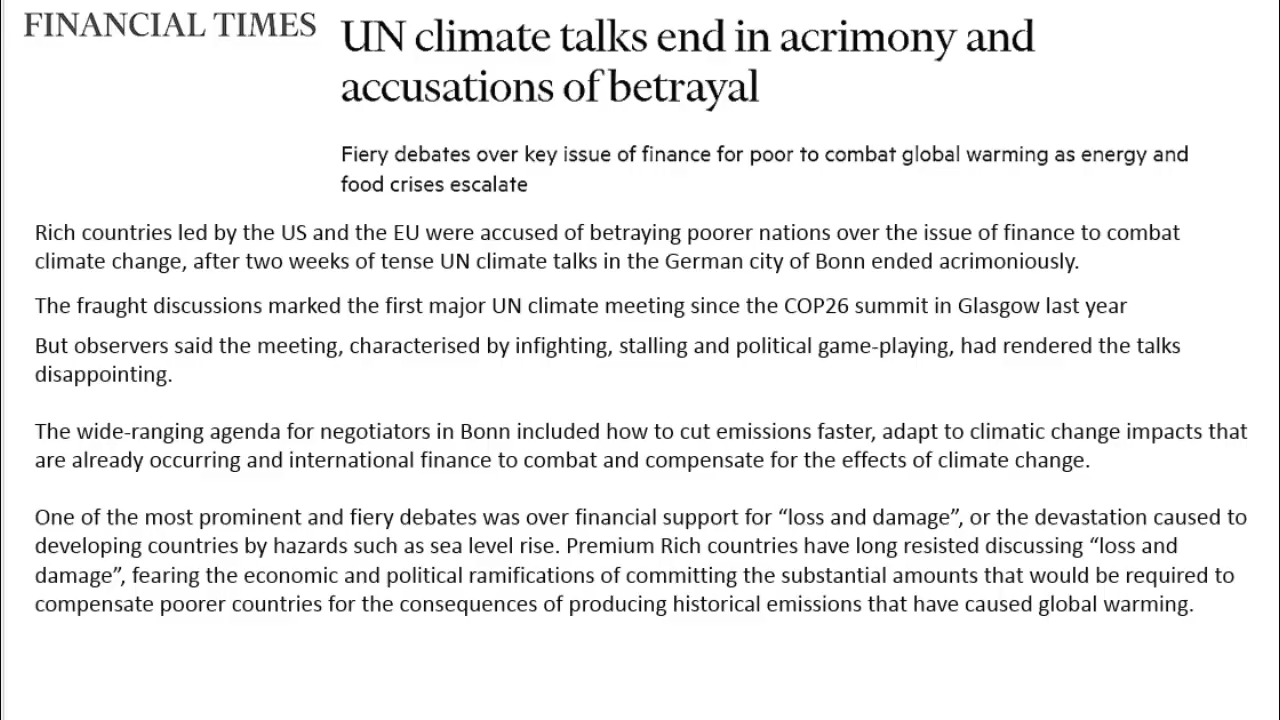 FINANCIAL TIMES
UN climate talks end in acrimony and
accusations of betrayal
Fiery debates over key issue of finance for poor to combat global warming as energy and
food crises escalate
Rich countries led by the US and the EU were accused of betraying poorer nations over the issue of finance to combat
climate change, after two weeks of tense UN climate talks in the German city of Bonn ended acrimoniously.
The fraught discussions marked the first major UN climate meeting since the COP26 summit in Glasgow last year
But observers said the meeting, characterised by infighting, stalling and political game-playing, had rendered the talks
disappointing.
The wide-ranging agenda for negotiators in Bonn included how to cut emissions faster, adapt to climatic change impacts that
are already occurring and international finance to combat and compensate for the effects of climate change.
One of the most prominent and fiery debates was over financial support for “loss and damage”, or the devastation caused to
developing countries by hazards such as sea level rise. Premium Rich countries have long resisted discussing “loss and
damage”, fearing the economic and political ramifications of committing the substantial amounts that would be required to
compensate poorer countries for the consequences of producing historical emissions that have caused global warming.